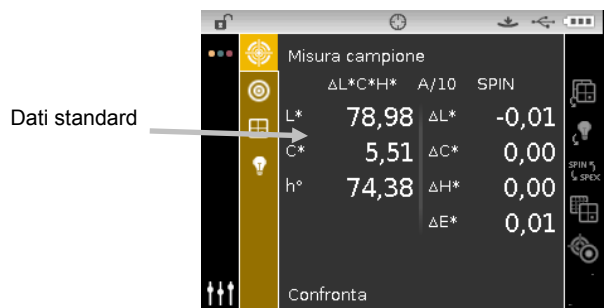 Misura campione
ΔL*C*H* A/10 SPIN
Dati standard
L* 78,98 ΔL* -0,01
C* 5,51 ΔC* 0,00
h° 74,38 ΔH* 0,00
ΔE* 0,01
SPIN
SPEX
Confronta